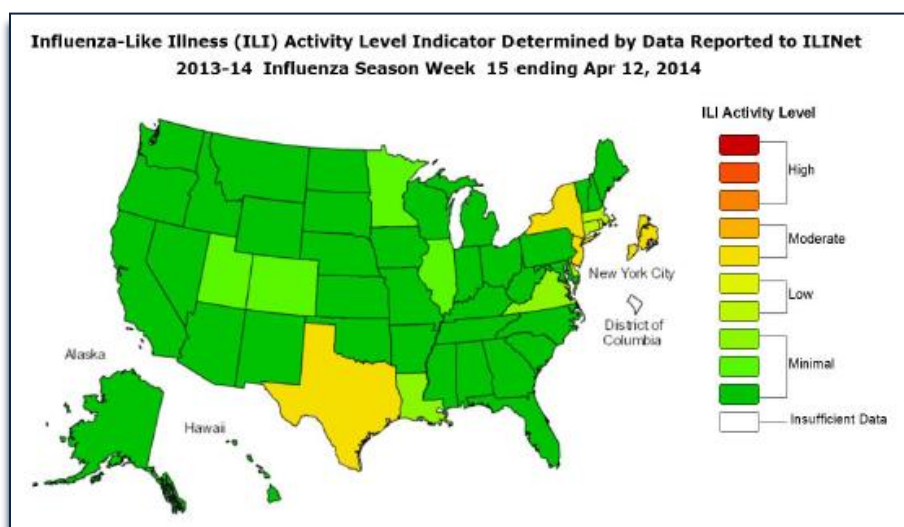 Influenza-Like Illness (ILI) Activity Level Indicator Determined by Data Reported to ILINet
2013-14 Influenza Season Week 15 ending Apr 12, 2014
ILI Activity Level
High
Moderate
New York City
Low
District of
Columbia
Alaska
Minimal
Hawaii
Insufficient Data